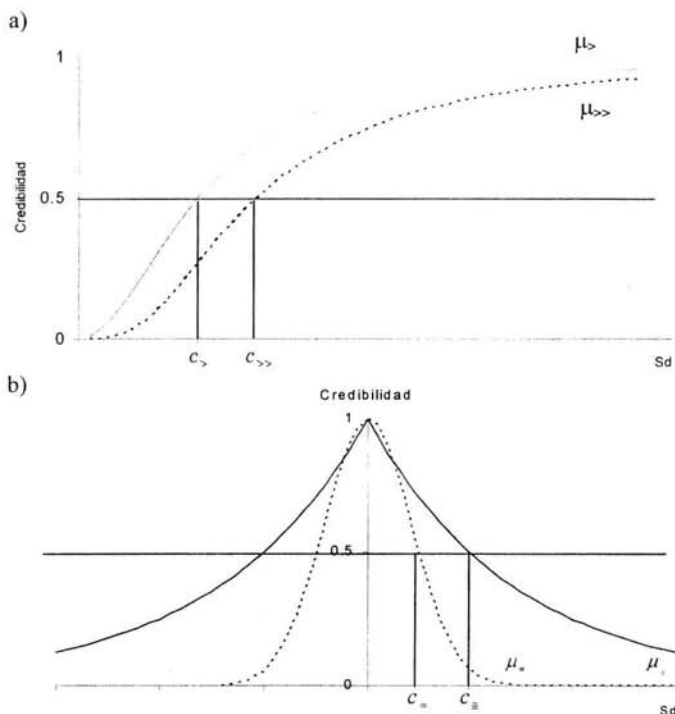 a)
1
μ>
μ>>
0.5
Credibilidad
0
c> c>>
Sd
b)
Credibilidad
1
0.5
μ=
0
c= c≅
Sd